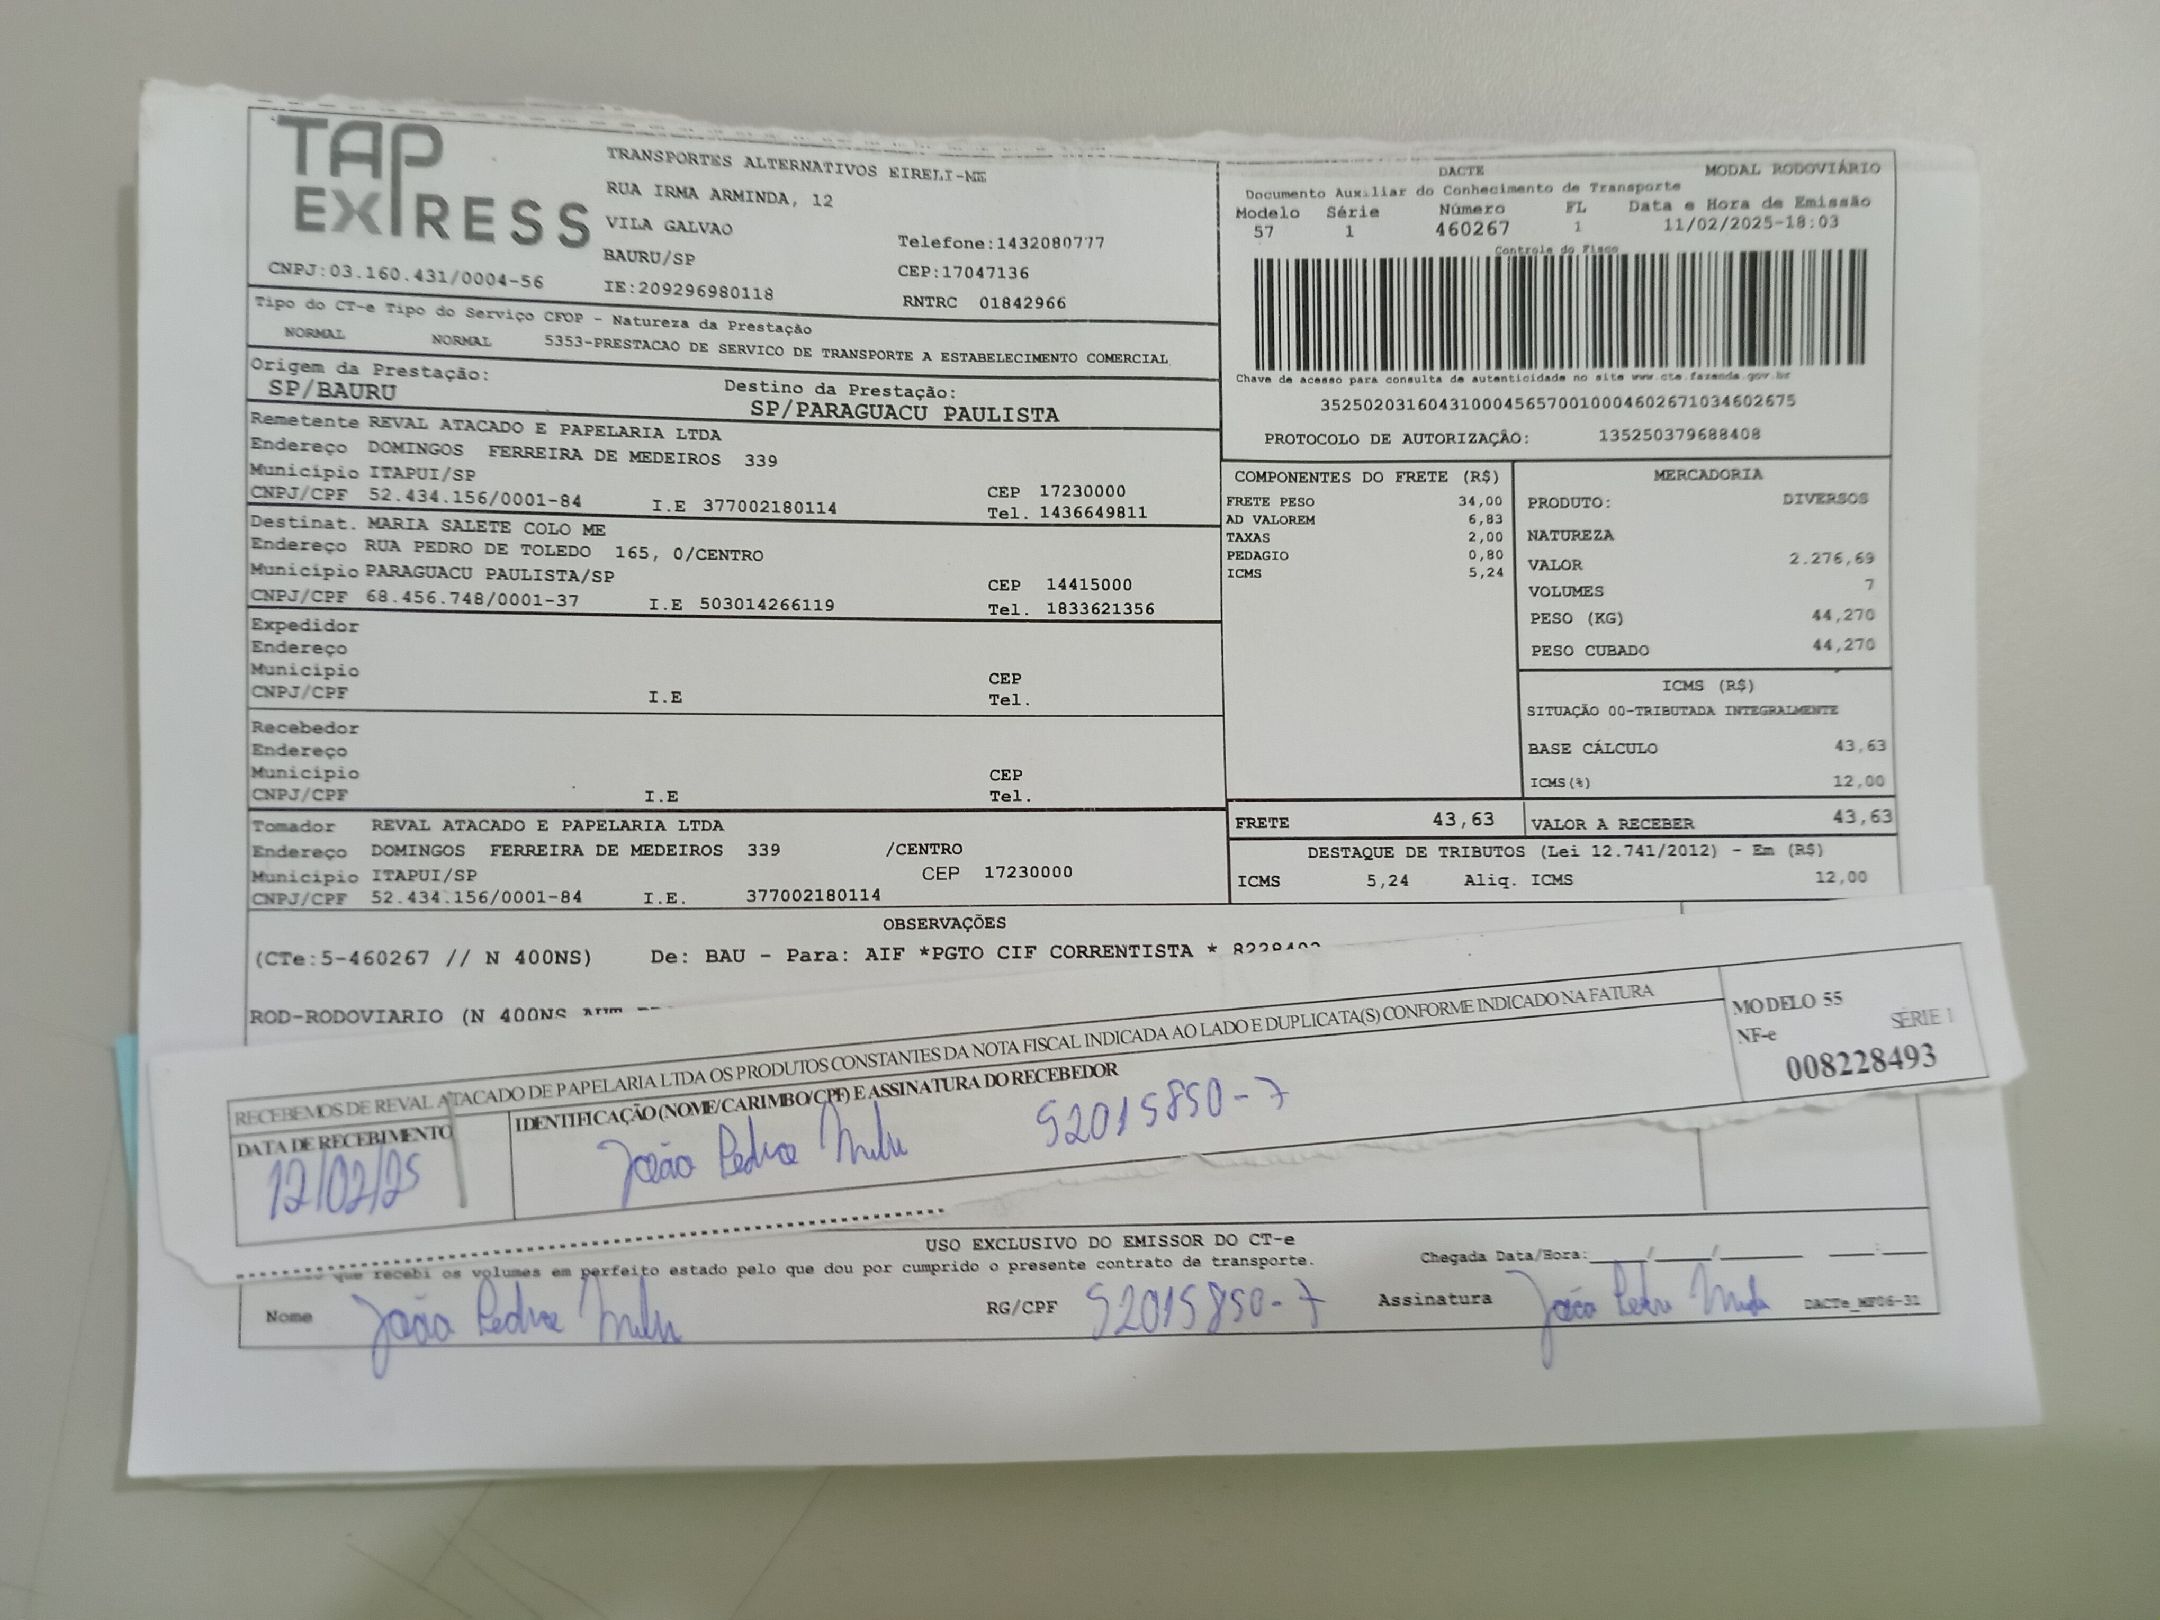 TAP EXPRESS
CNPJ:03.160.431/0004-56
TRANSPORTES ALTERNATIVOS EIRELI-ME
RUA IRMA ARMINDA, 12
VILA GALVAO
BAURU/SP
IE:209296980118
Telefone:1432080777
CEP:17047136
RNTRC 01842966
DACTE MODAL RODOVIÁRIO
Documento Auxiliar do Conhecimento de Transporte
Modelo Série Número FL Data e Hora de Emissão
57 1 460267 1 11/02/2025-18:03
Controle do Fisco
Chave de acesso para consulta de autenticidade no site www.cte.fazenda.gov.br
35250203160431000456570010004602671034602675
PROTOCOLO DE AUTORIZAÇÃO: 135250379688408
Tipo do CT-e Tipo do Serviço CFOP - Natureza da Prestação
NORMAL NORMAL 5353-PRESTACAO DE SERVICO DE TRANSPORTE A ESTABELECIMENTO COMERCIAL
Origem da Prestação: Destino da Prestação:
SP/BAURU SP/PARAGUACU PAULISTA
Remetente REVAL ATACADO E PAPELARIA LTDA
Endereço DOMINGOS FERREIRA DE MEDEIROS 339
Município ITAPUI/SP CEP 17230000
CNPJ/CPF 52.434.156/0001-84 I.E 377002180114 Tel. 1436649811
Destinat. MARIA SALETE COLO ME
Endereço RUA PEDRO DE TOLEDO 165, 0/CENTRO
Município PARAGUACU PAULISTA/SP CEP 14415000
CNPJ/CPF 68.456.748/0001-37 I.E 503014266119 Tel. 1833621356
Expedidor
Endereço
Município CEP
CNPJ/CPF I.E Tel.
Recebedor
Endereço
Município CEP
CNPJ/CPF I.E Tel.
Tomador REVAL ATACADO E PAPELARIA LTDA
Endereço DOMINGOS FERREIRA DE MEDEIROS 339 /CENTRO
Município ITAPUI/SP CEP 17230000
CNPJ/CPF 52.434.156/0001-84 I.E. 377002180114
COMPONENTES DO FRETE (R$)
FRETE PESO 34,00
AD VALOREM 6,83
TAXAS 2,00
PEDAGIO 0,80
ICMS 5,24
MERCADORIA
PRODUTO: DIVERSOS
NATUREZA
VALOR 2.276,69
VOLUMES 7
PESO (KG) 44,270
PESO CUBADO 44,270
ICMS (R$)
SITUAÇÃO 00-TRIBUTADA INTEGRALMENTE
BASE CÁLCULO 43,63
ICMS(%) 12,00
FRETE 43,63 VALOR A RECEBER 43,63
DESTAQUE DE TRIBUTOS (Lei 12.741/2012) - Em (R$)
ICMS 5,24 Aliq. ICMS 12,00
OBSERVAÇÕES
(CTe:5-460267 // N 400NS) De: BAU - Para: AIF *PGTO CIF CORRENTISTA *
ROD-RODOVIARIO (N 400NS
RECEBEMOS DE REVAL ATACADO DE PAPELARIA LTDA OS PRODUTOS CONSTANTES DA NOTA FISCAL INDICADA AO LADO E DUPLICATA(S) CONFORME INDICADO NA FATURA
DATA DE RECEBIMENTO IDENTIFICAÇÃO (NOME/CARIMBO/CPF) E ASSINATURA DO RECEBEDOR
12/02/25 João Pedro 52015850-7
MODELO 55
NF-e SÉRIE 1
008228493
USO EXCLUSIVO DO EMISSOR DO CT-e
que recebi os volumes em perfeito estado pelo que dou por cumprido o presente contrato de transporte. Chegada Data/Hora:___/___/___ ___:___
Nome João Pedro RG/CPF 52015850-7 Assinatura João Pedro DACTe_MF06-32